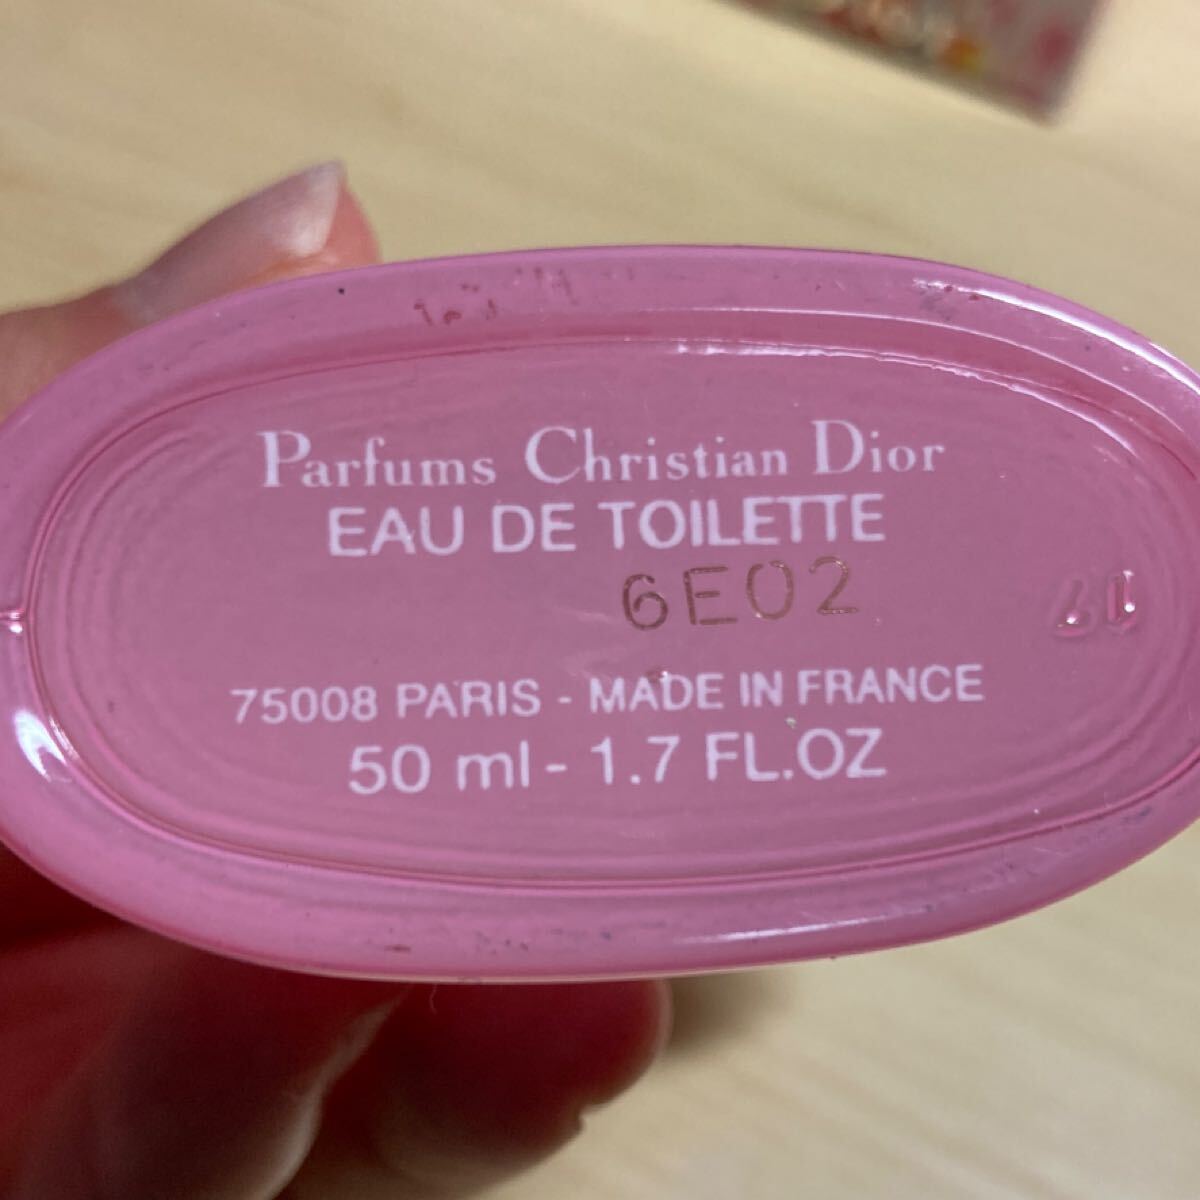 Parfums Christian Dior
EAU DE TOILETTE
6E02
75008 PARIS - MADE IN FRANCE
50 ml - 1.7 FL.OZ